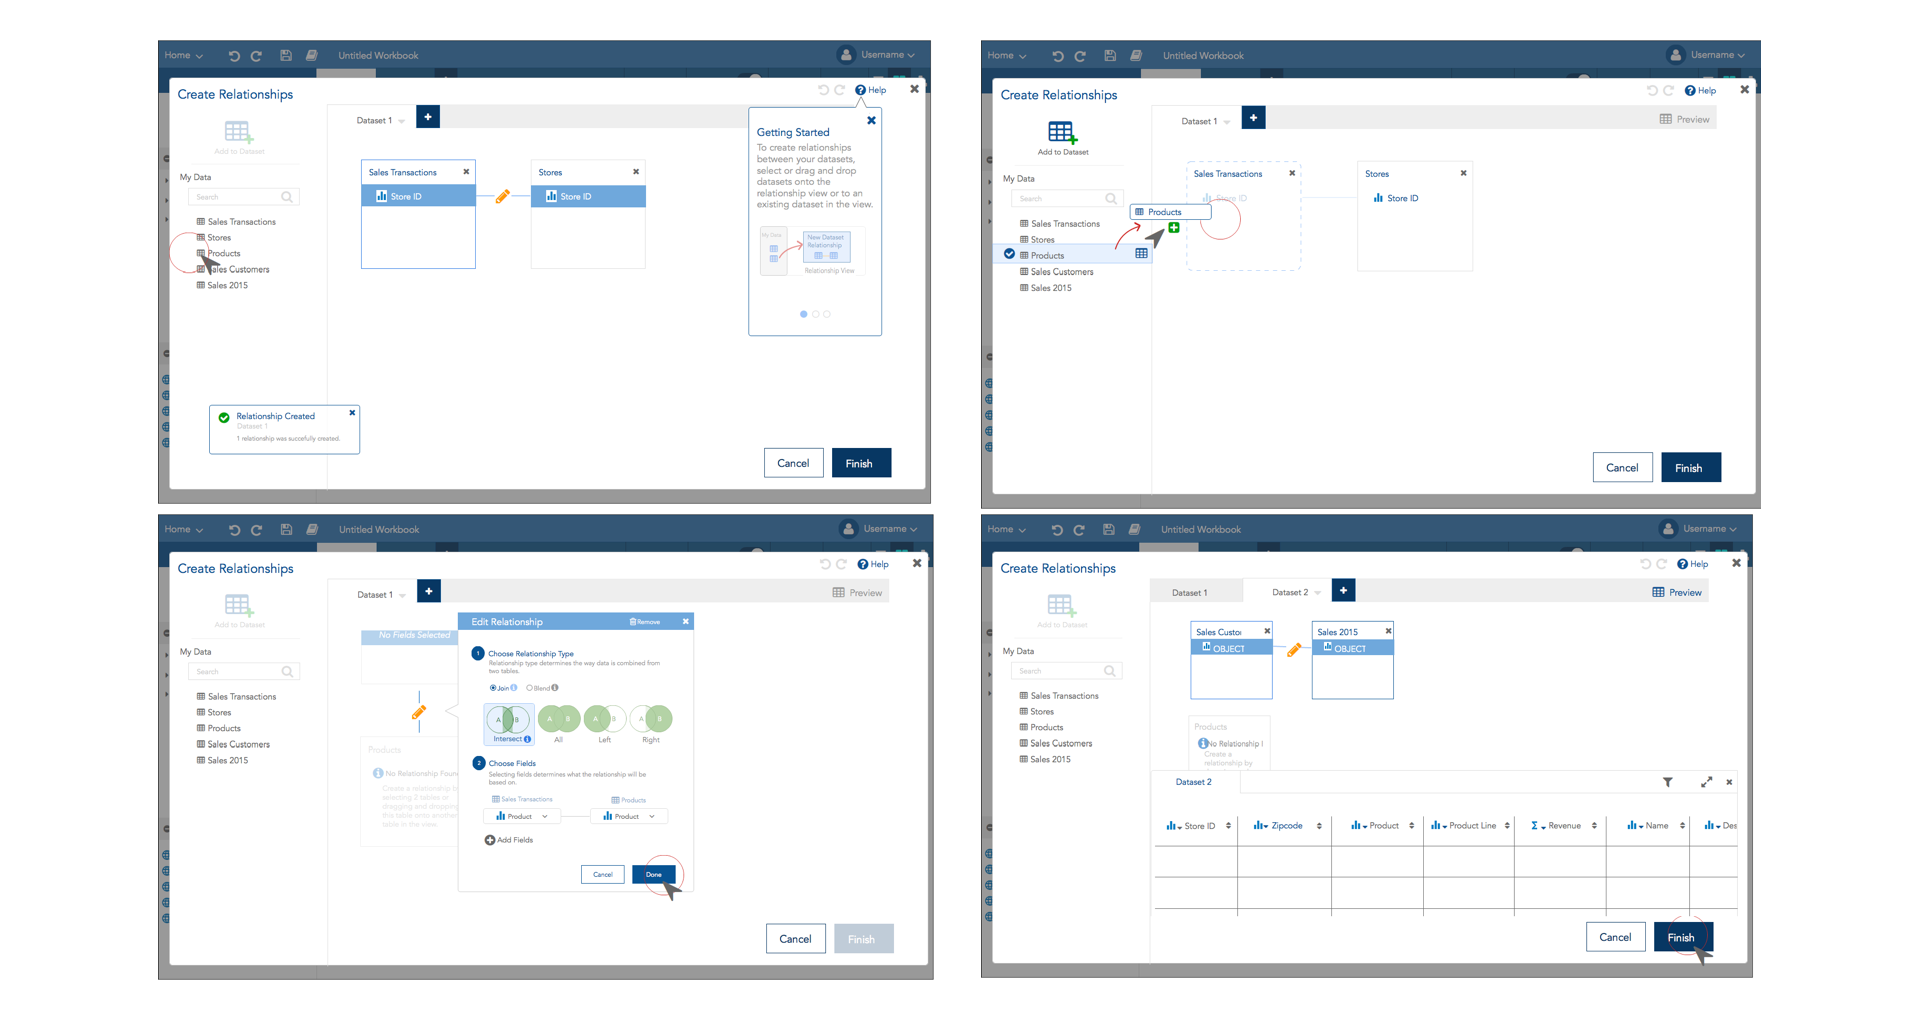 Home
Untitled Workbook
Username
Create Relationships
Help
Add to Dataset
Dataset 1
+
My Data
Search
Sales Transactions
Stores
Products
Sales Customers
Sales 2015
Sales Transactions
Store ID
Stores
Store ID
Getting Started
To create relationships
between your datasets,
select or drag and drop
datasets onto the
relationship view or to an
existing dataset in the view.
My Data
New Dataset
Relationship
Relationship View
Relationship Created
Dataset 1
1 relationship was succefully created.
Cancel
Finish
Home
Untitled Workbook
Username
Create Relationships
Help
Add to Dataset
Dataset 1
+
Preview
My Data
Search
Sales Transactions
Stores
Products
Sales Customers
Sales 2015
Products
Sales Transactions
Store ID
Stores
Store ID
Cancel
Finish
Home
Untitled Workbook
Username
Create Relationships
Help
Add to Dataset
Dataset 1
+
Preview
My Data
Search
Sales Transactions
Stores
Products
Sales Customers
Sales 2015
No Fields Selected
Products
No Relationship Foun
Create a relationship b
selecting 2 tables or
dragging and dropping
this table onto another
table in the view.
Edit Relationship
Remove
1 Choose Relationship Type
Relationship type determines the way data is combined from
two tables.
Join
Blend
A B
Intersect
A B
All
A B
Left
A B
Right
2 Choose Fields
Selecting fields determines what the relationship will be
based on.
Sales Transactions
Products
Product
Product
Add Fields
Cancel
Done
Cancel
Finish
Home
Untitled Workbook
Username
Create Relationships
Help
Add to Dataset
Dataset 1
Dataset 2
+
Preview
My Data
Search
Sales Transactions
Stores
Products
Sales Customers
Sales 2015
Sales Custo
OBJECT
Sales 2015
OBJECT
Products
No Relationship
Create a
relationship by
Dataset 2
Store ID
Zipcode
Product
Product Line
Σ Revenue
Name
Des
Cancel
Finish